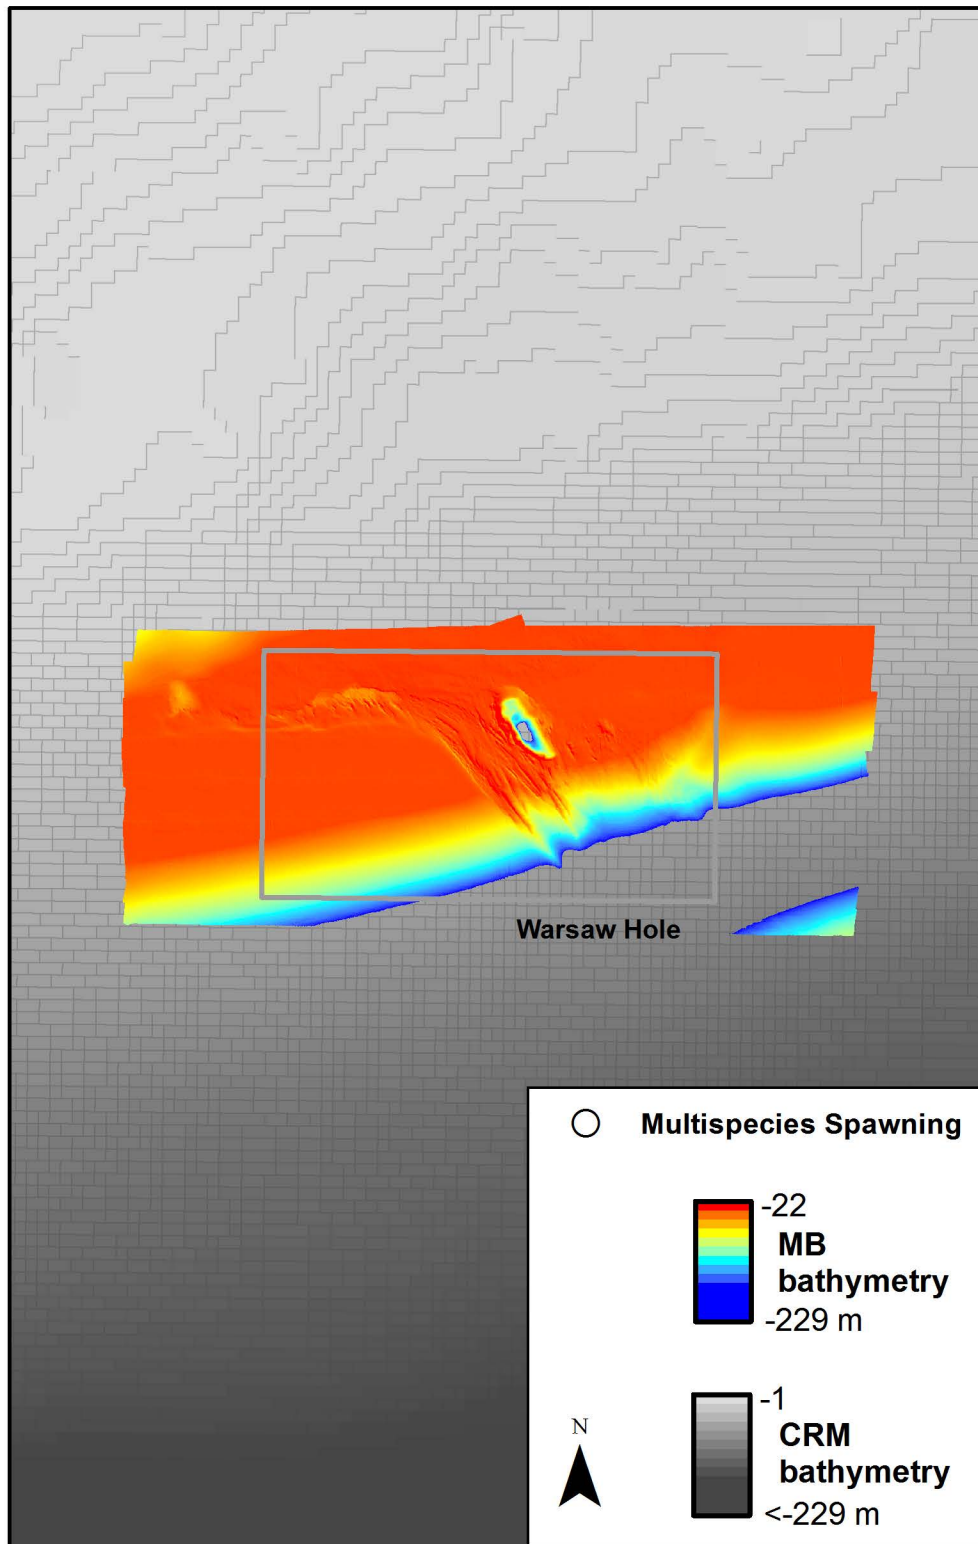 Warsaw Hole
Multispecies Spawning
-22
MB
bathymetry
-229 m
N
-1
CRM
bathymetry
<-229 m